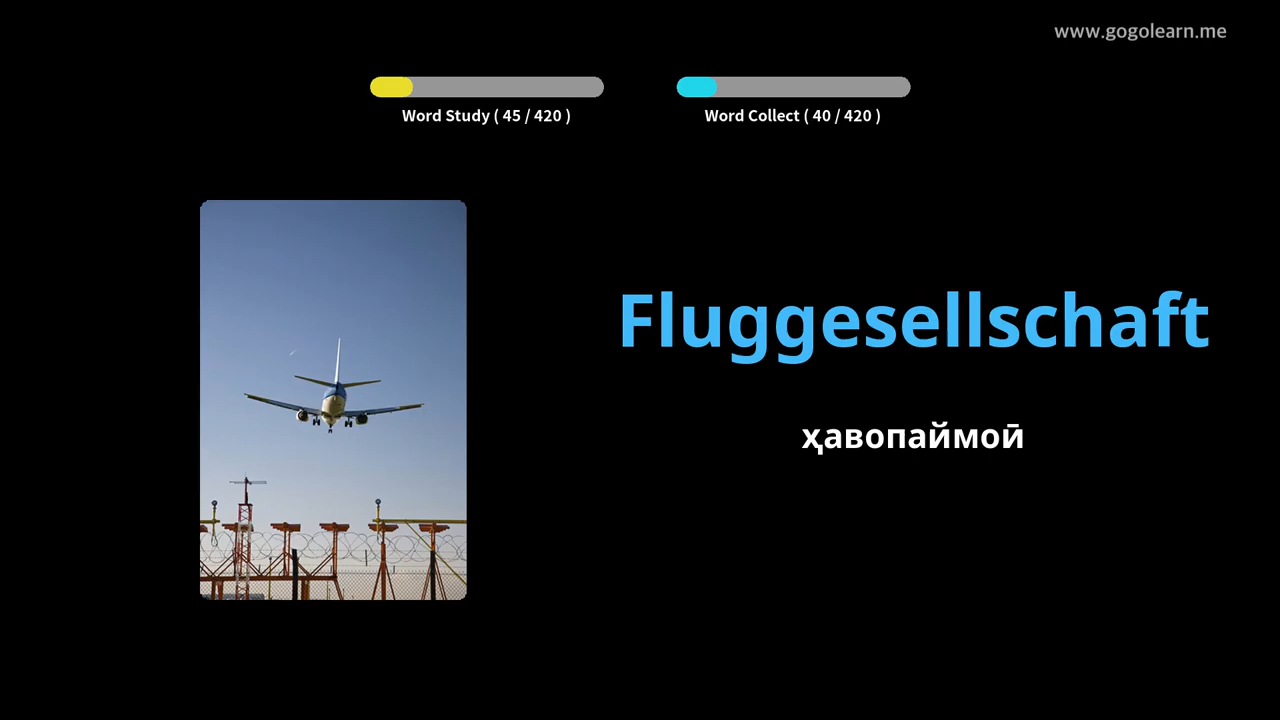 www.gogolearn.me
Word Study ( 45 / 420 )
Word Collect ( 40 / 420 )
Fluggesellschaft
ҳавопаймоӣ